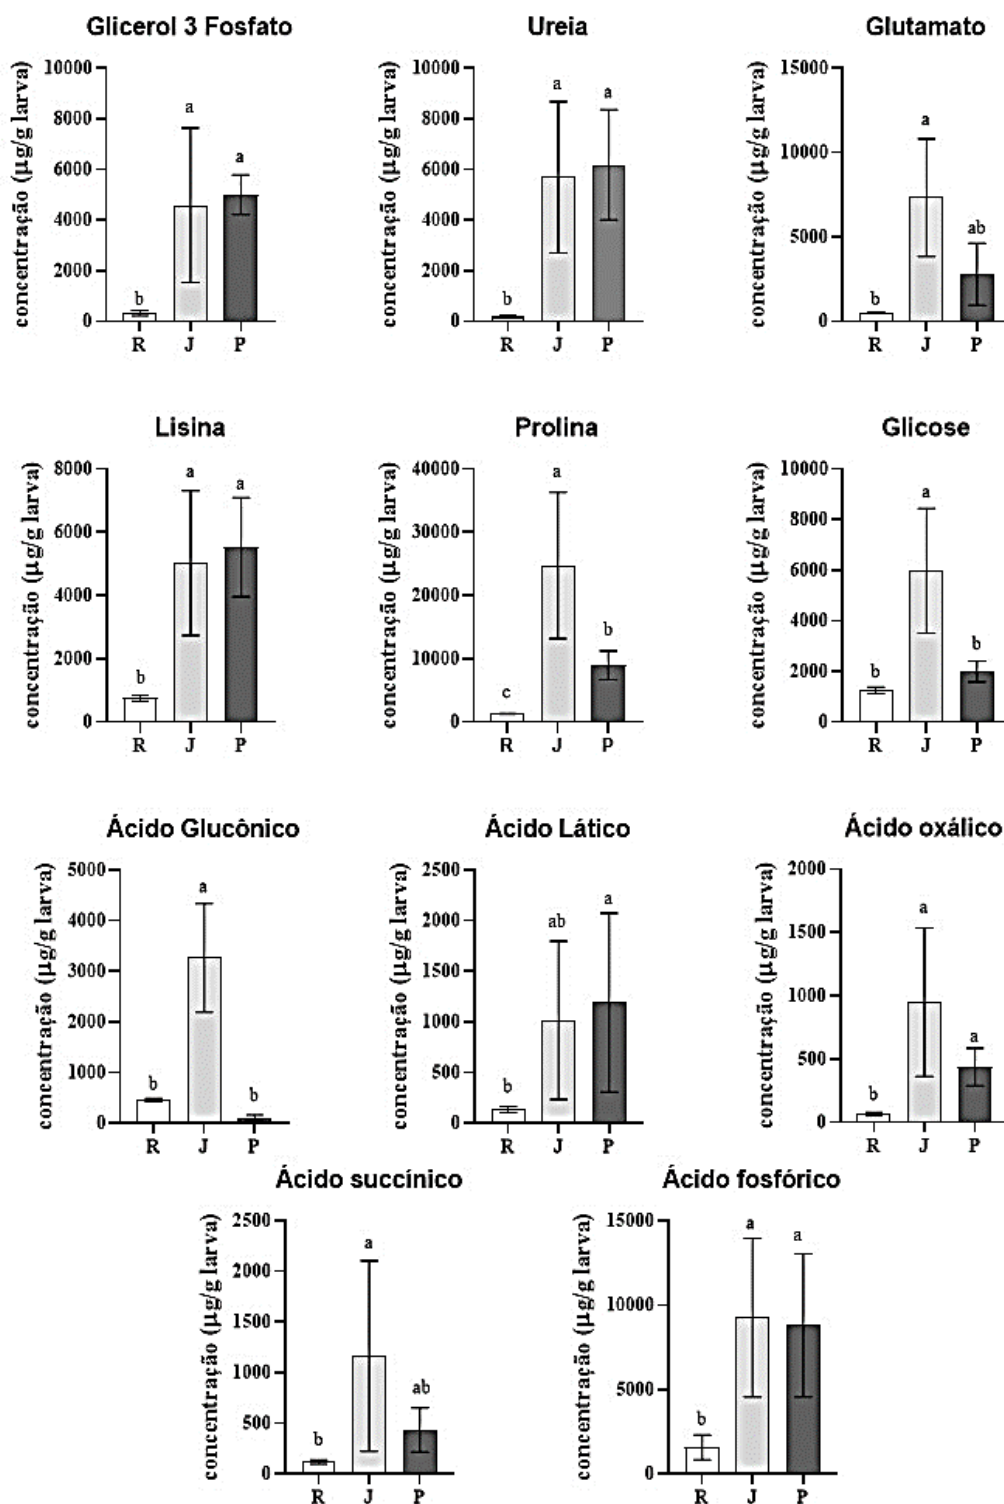 Glicerol 3 Fosfato
concentração (µg/g larva)
10000
8000
6000
4000
2000
0
b
a
a
R J P
Ureia
concentração (µg/g larva)
10000
8000
6000
4000
2000
0
b
a
a
R J P
Glutamato
concentração (µg/g larva)
15000
10000
5000
0
b
a
ab
R J P
Lisina
concentração (µg/g larva)
8000
6000
4000
2000
0
b
a
a
R J P
Prolina
concentração (µg/g larva)
40000
30000
20000
10000
0
c
a
b
R J P
Glicose
concentração (µg/g larva)
10000
8000
6000
4000
2000
0
b
a
b
R J P
Ácido Glucônico
concentração (µg/g larva)
5000
4000
3000
2000
1000
0
b
a
b
R J P
Ácido Lático
concentração (µg/g larva)
2500
2000
1500
1000
500
0
b
ab
a
R J P
Ácido oxálico
concentração (µg/g larva)
2000
1500
1000
500
0
b
a
a
R J P
Ácido succínico
concentração (µg/g larva)
2500
2000
1500
1000
500
0
b
a
ab
R J P
Ácido fosfórico
concentração (µg/g larva)
15000
10000
5000
0
b
a
a
R J P